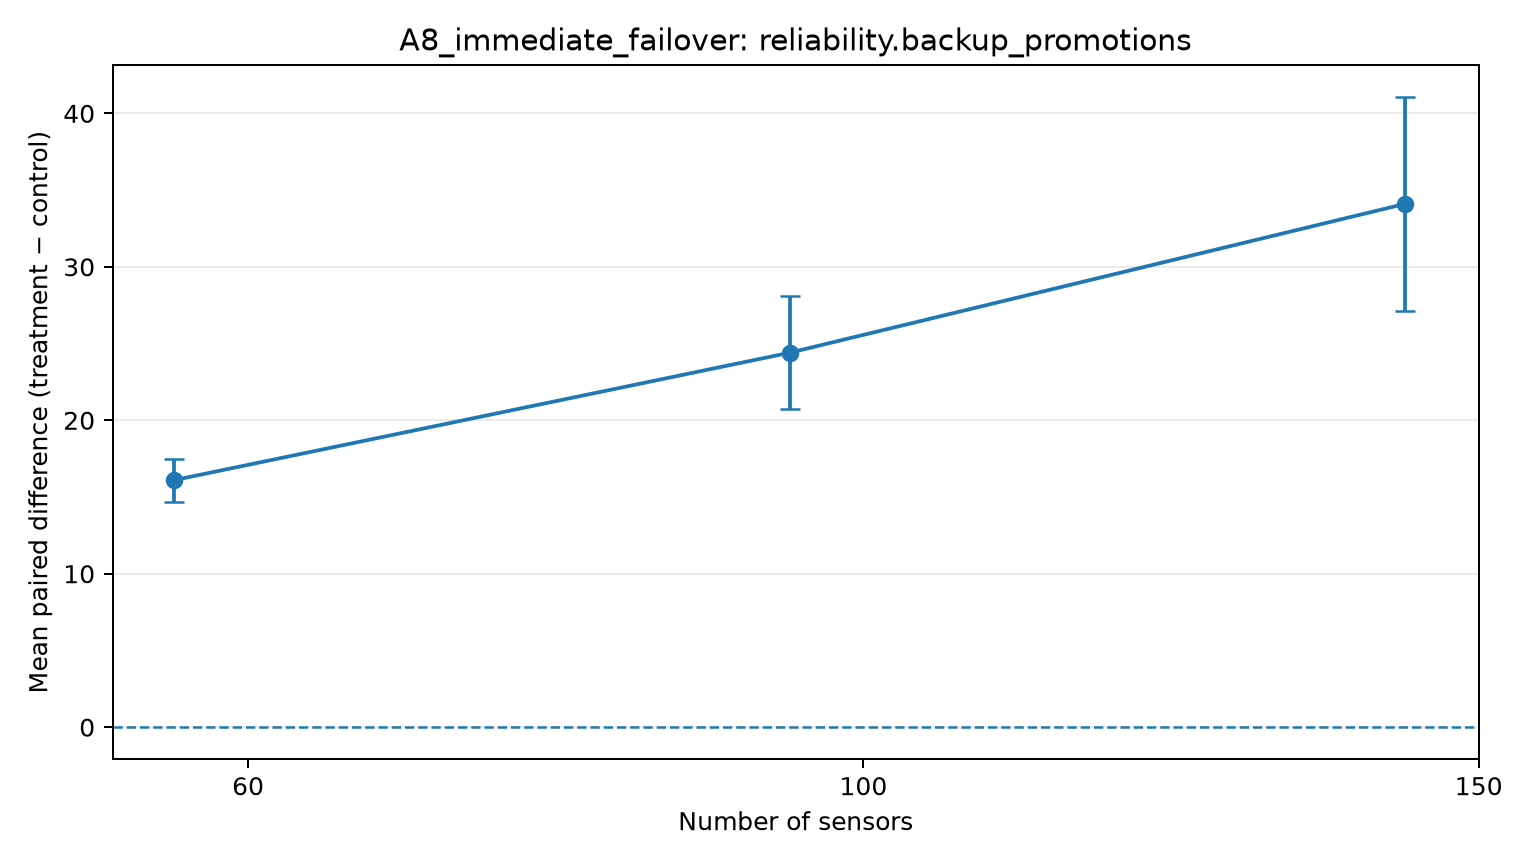 A8_immediate_failover: reliability.backup_promotions
Mean paired difference (treatment − control)
40
30
20
10
0
60
100
150
Number of sensors